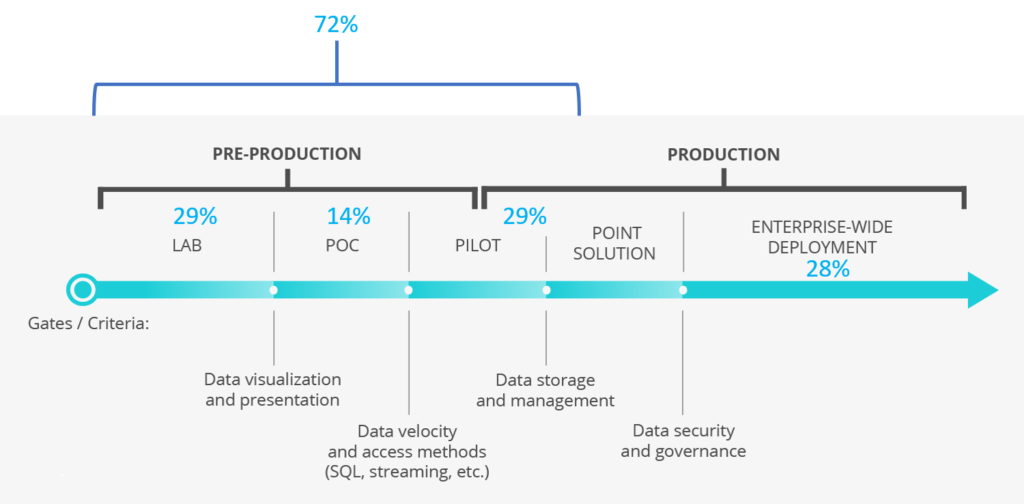 72%
PRE-PRODUCTION
PRODUCTION
29%
14%
29%
LAB
POC
PILOT
POINT
SOLUTION
ENTERPRISE-WIDE
DEPLOYMENT
28%
Gates / Criteria:
Data visualization
and presentation
Data velocity
and access methods
(SQL, streaming, etc.)
Data storage
and management
Data security
and governance